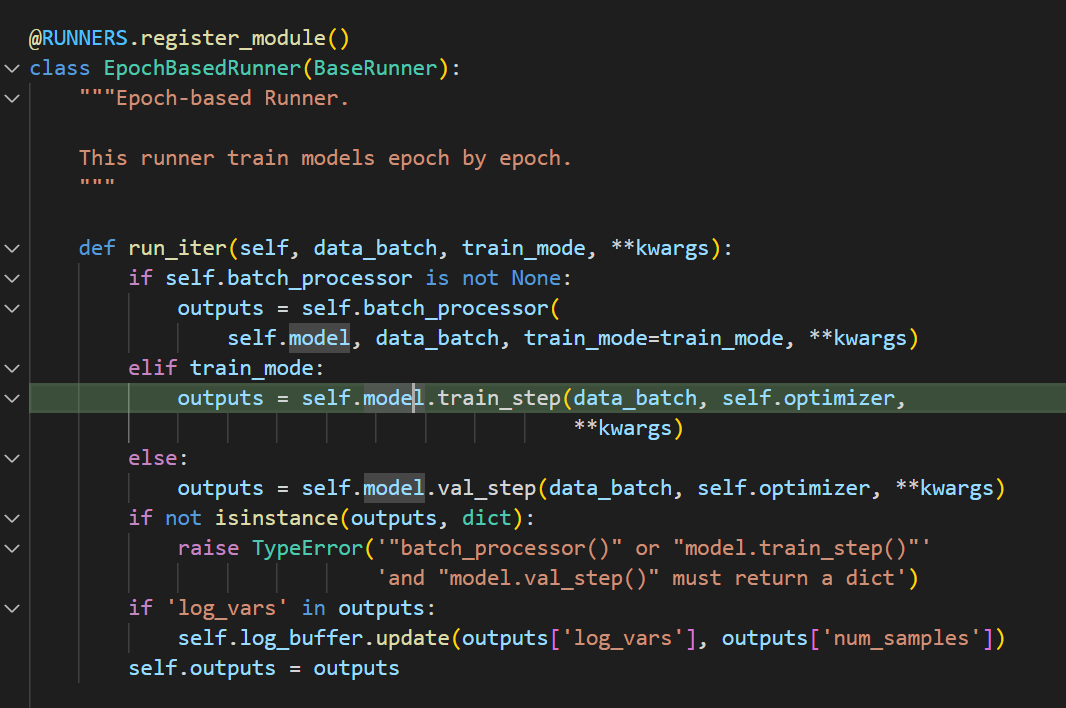 @RUNNERS.register_module()
class EpochBasedRunner(BaseRunner):
    """Epoch-based Runner.

    This runner train models epoch by epoch.
    """

    def run_iter(self, data_batch, train_mode, **kwargs):
        if self.batch_processor is not None:
            outputs = self.batch_processor(
                self.model, data_batch, train_mode=train_mode, **kwargs)
        elif train_mode:
            outputs = self.model.train_step(data_batch, self.optimizer,
                                            **kwargs)
        else:
            outputs = self.model.val_step(data_batch, self.optimizer, **kwargs)
        if not isinstance(outputs, dict):
            raise TypeError('"batch_processor()" or "model.train_step()"'
                            'and "model.val_step()" must return a dict')
        if 'log_vars' in outputs:
            self.log_buffer.update(outputs['log_vars'], outputs['num_samples'])
        self.outputs = outputs